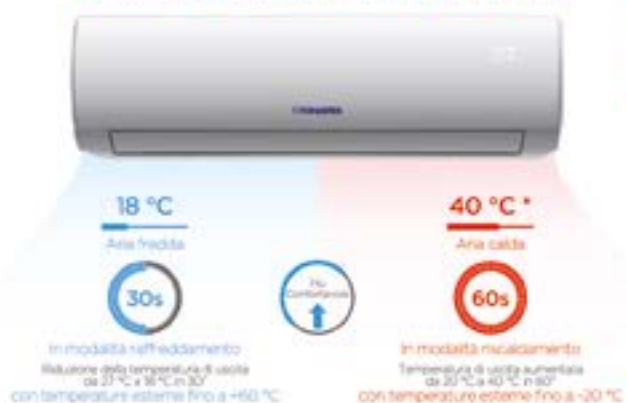 18 °C
Aria fredda
30s
In modalità raffreddamento
Riduzione della temperatura di uscita
da 27 °C a 18 °C in 30"
con temperature esterne fino a +60 °C
Più
Confortevole
40 °C *
Aria calda
60s
In modalità riscaldamento
Temperatura di uscita aumentata
da 20 °C a 40 °C in 60"
con temperature esterne fino a -20 °C